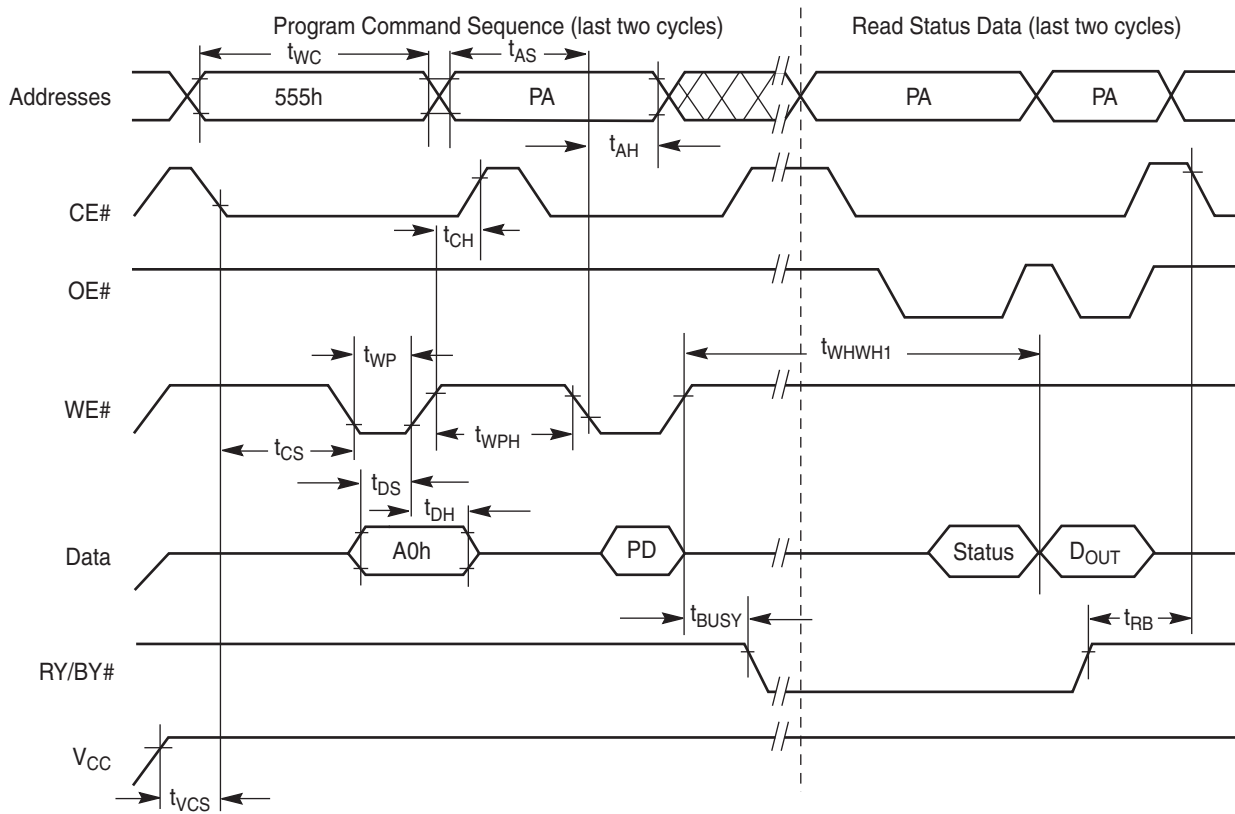 Program Command Sequence (last two cycles)
Read Status Data (last two cycles)
tWC
tAS
Addresses
555h
PA
PA
PA
tAH
CE#
tCH
OE#
tWP
tWHWH1
WE#
tCS
tWPH
tDS
tDH
Data
A0h
PD
Status
DOUT
tBUSY
tRB
RY/BY#
VCC
tVCS